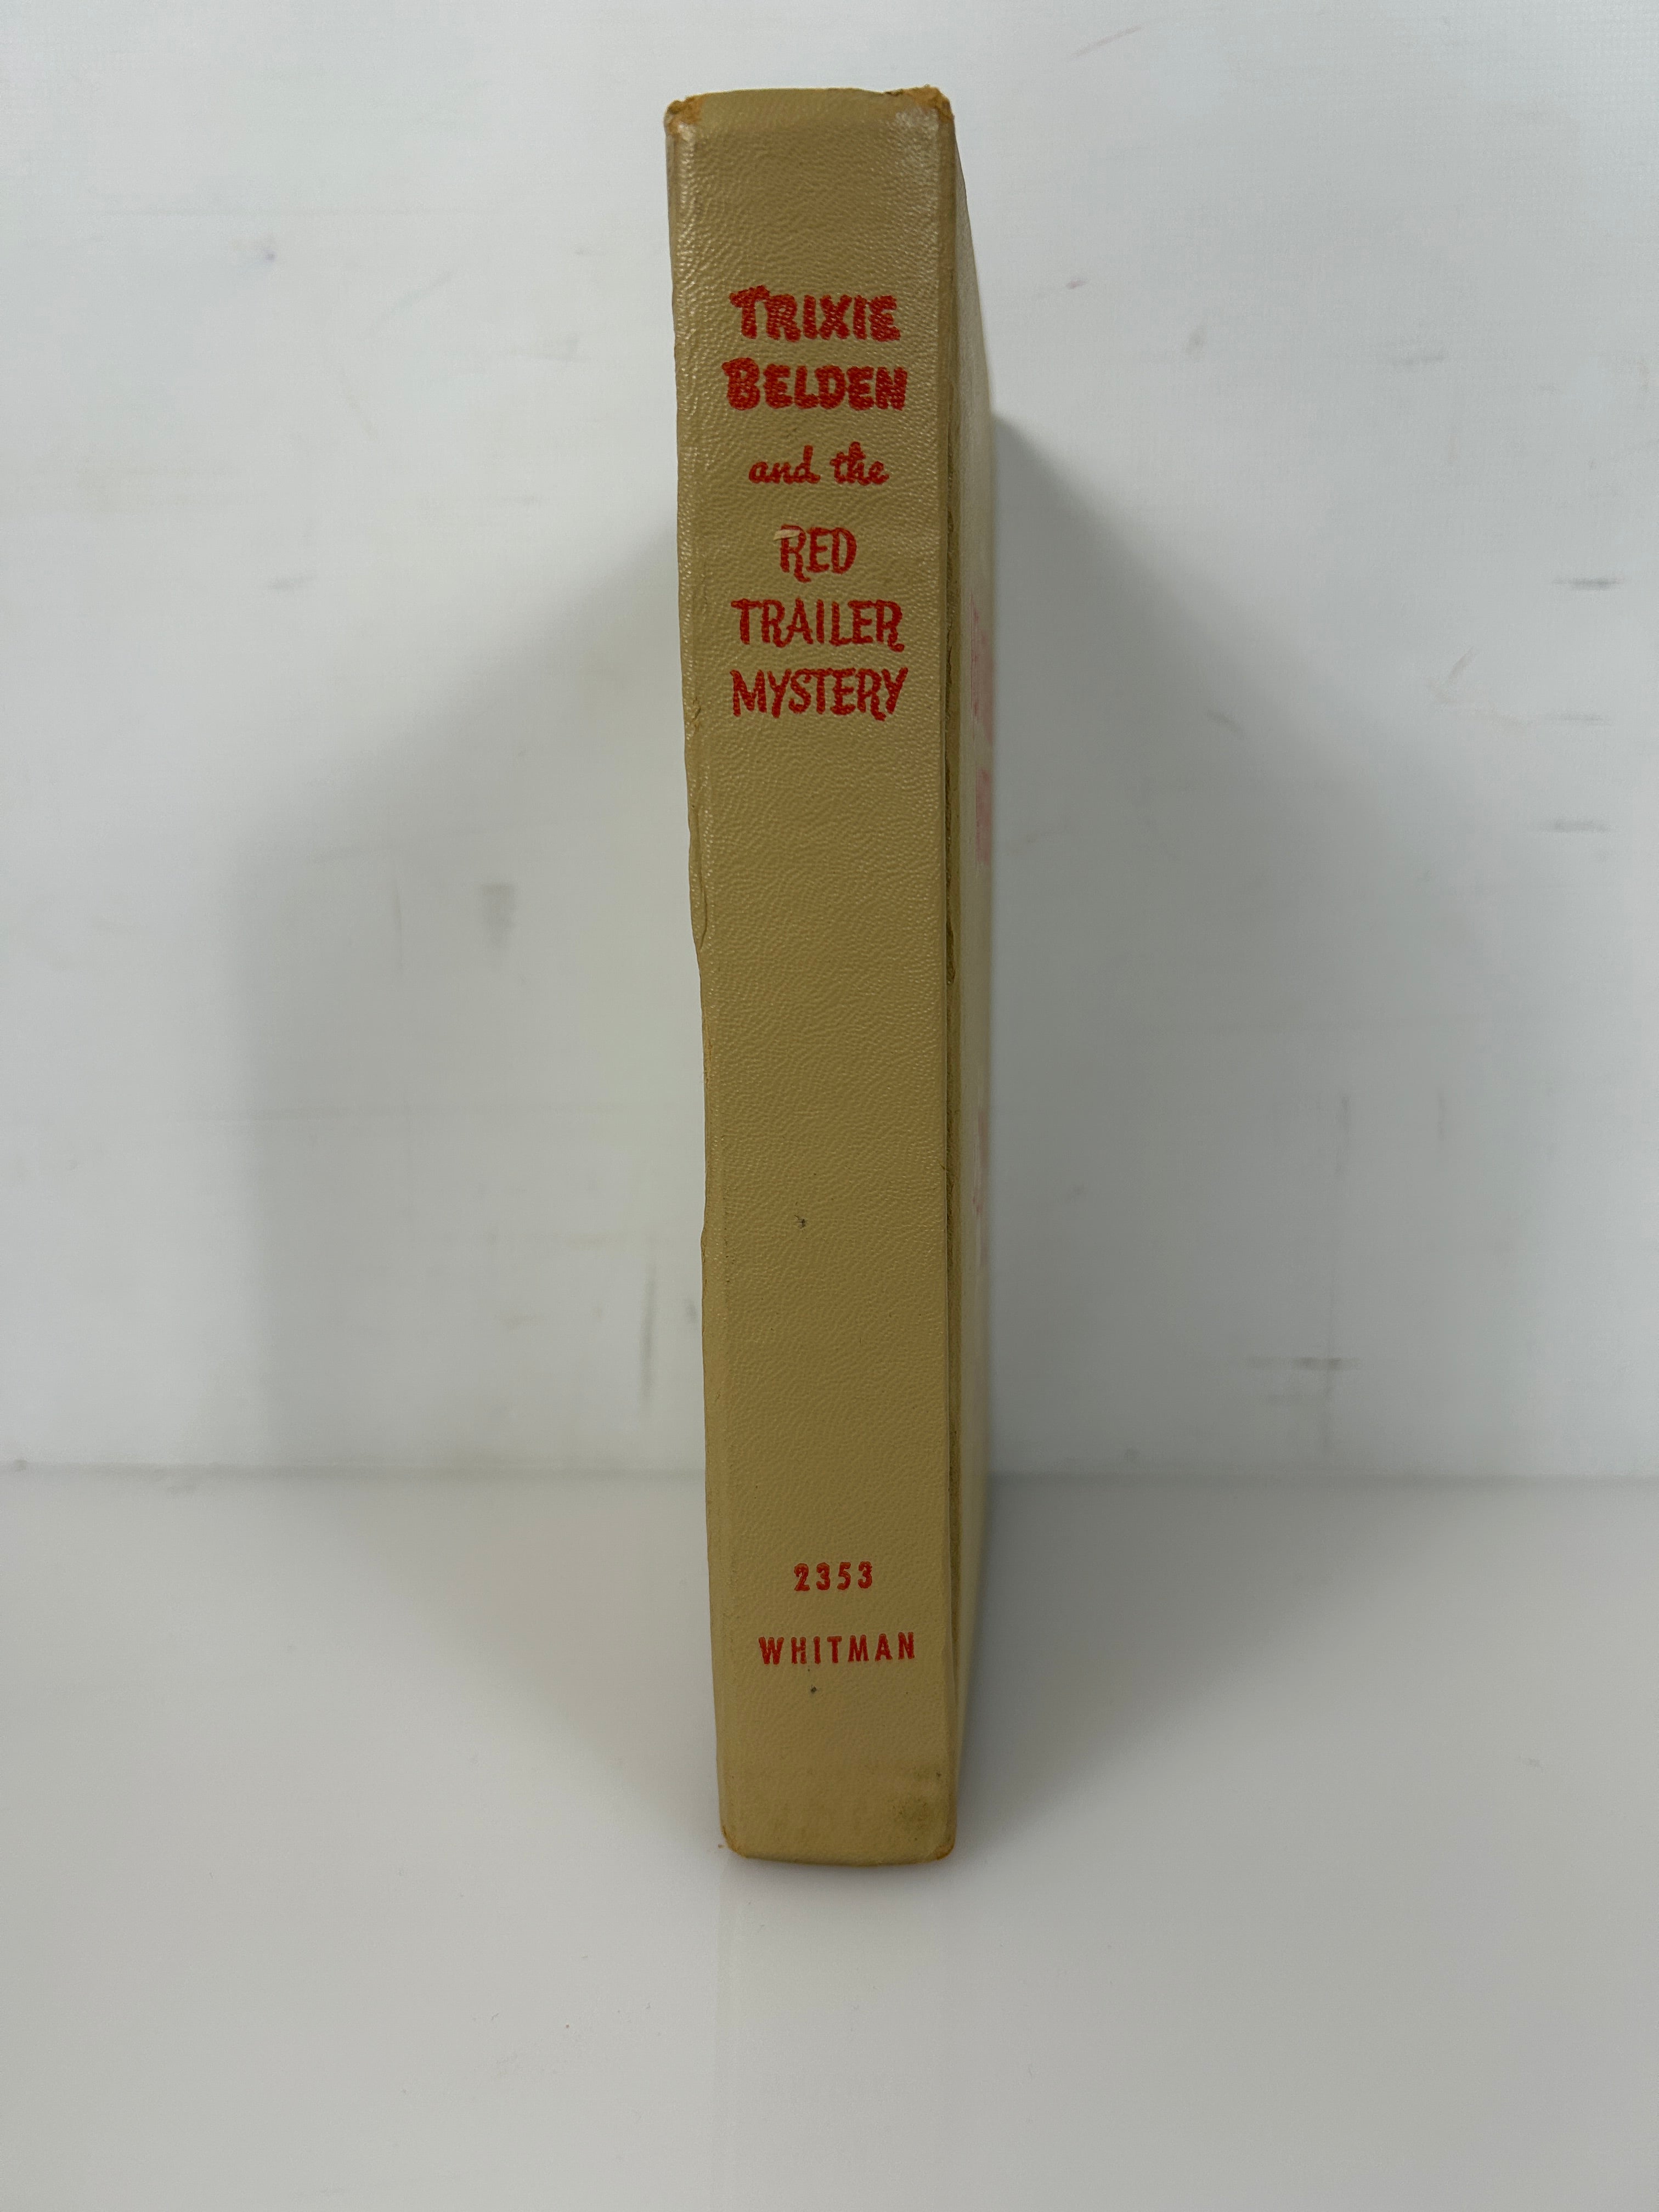 TRIXIE
BELDEN
and the
RED
TRAILER
MYSTERY
2353
WHITMAN